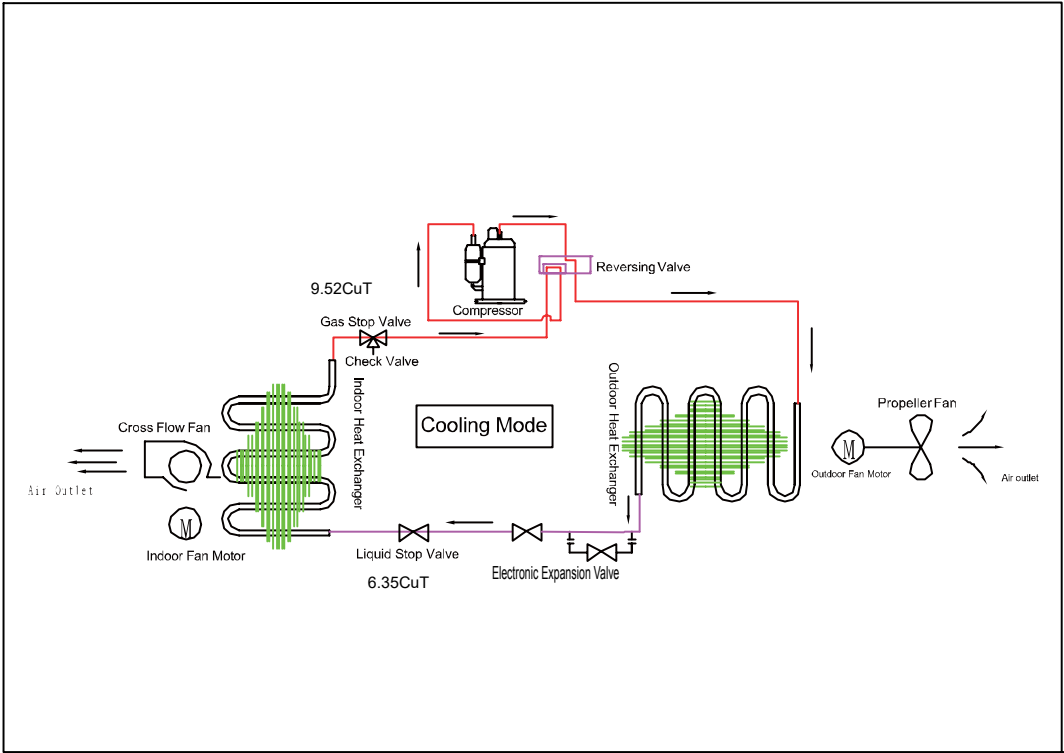 Reversing Valve
9.52CuT
Compressor
Gas Stop Valve
Check Valve
Indoor Heat Exchanger
Outdoor Heat Exchanger
Cooling Mode
Propeller Fan
Cross Flow Fan
M
Outdoor Fan Motor
Air outlet
Air Outlet
M
Indoor Fan Motor
Liquid Stop Valve
Electronic Expansion Valve
6.35CuT